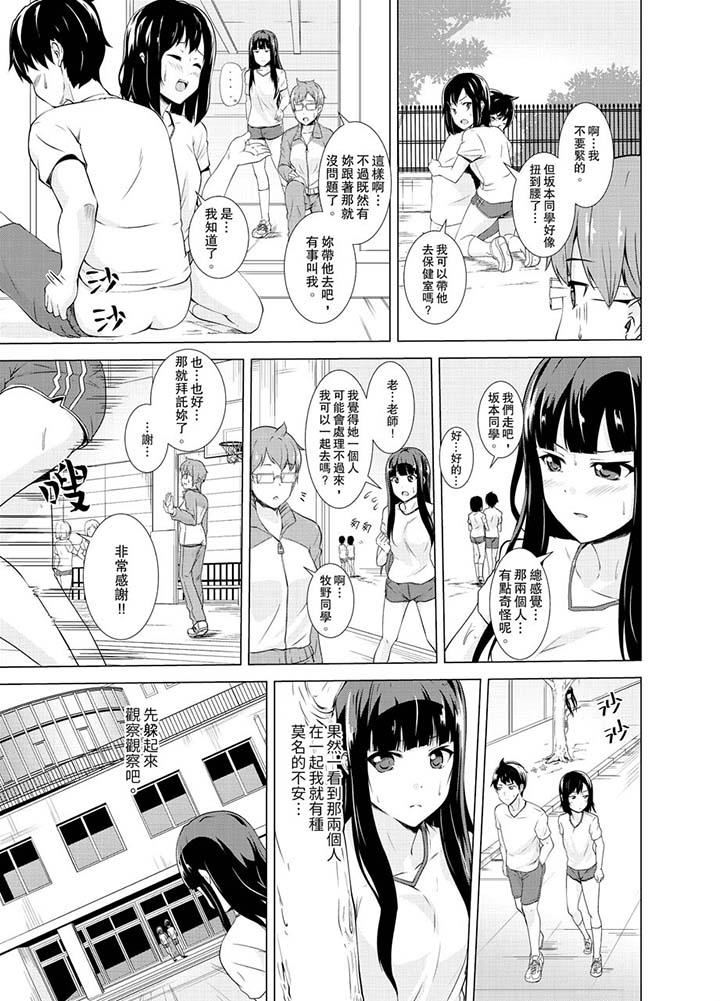 啊…我
不要緊的。
但坂本同學好像
扭到腰了…
我可以帶他
去保健室嗎？
…
…
這樣啊…
不過既然有
妳跟著那就
沒問題了。
妳帶他去吧，
有事叫我。
是…
我知道了。
沙
沙
我們走吧，
坂本同學。
好…好的…
總感覺…
那兩個人…
有點奇怪呢。
老…老師！
我覺得她一個人
可能會處理不過來，
我可以一起去嗎？
啊…
牧野同學。
也…也好…
那就拜託妳了。
…謝…
非常感謝!!
嗖
沙
沙
果然一看到那兩個人
在一起我就有種
莫名的不安…
先躲起來
觀察觀察吧。